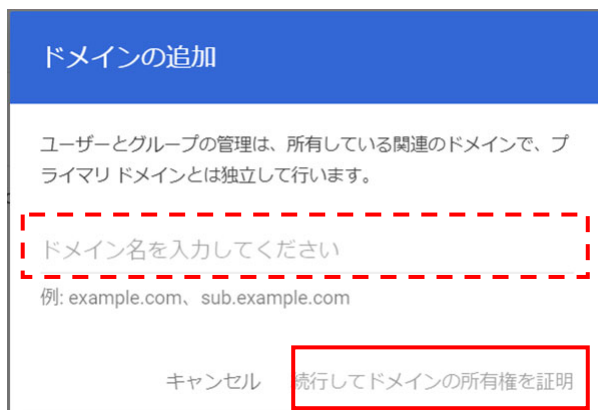 ドメインの追加
ユーザーとグループの管理は、所有している関連のドメインで、プ
ライマリ ドメインとは独立して行います。
ドメイン名を入力してください
例: example.com、sub.example.com
キャンセル 続行してドメインの所有権を証明